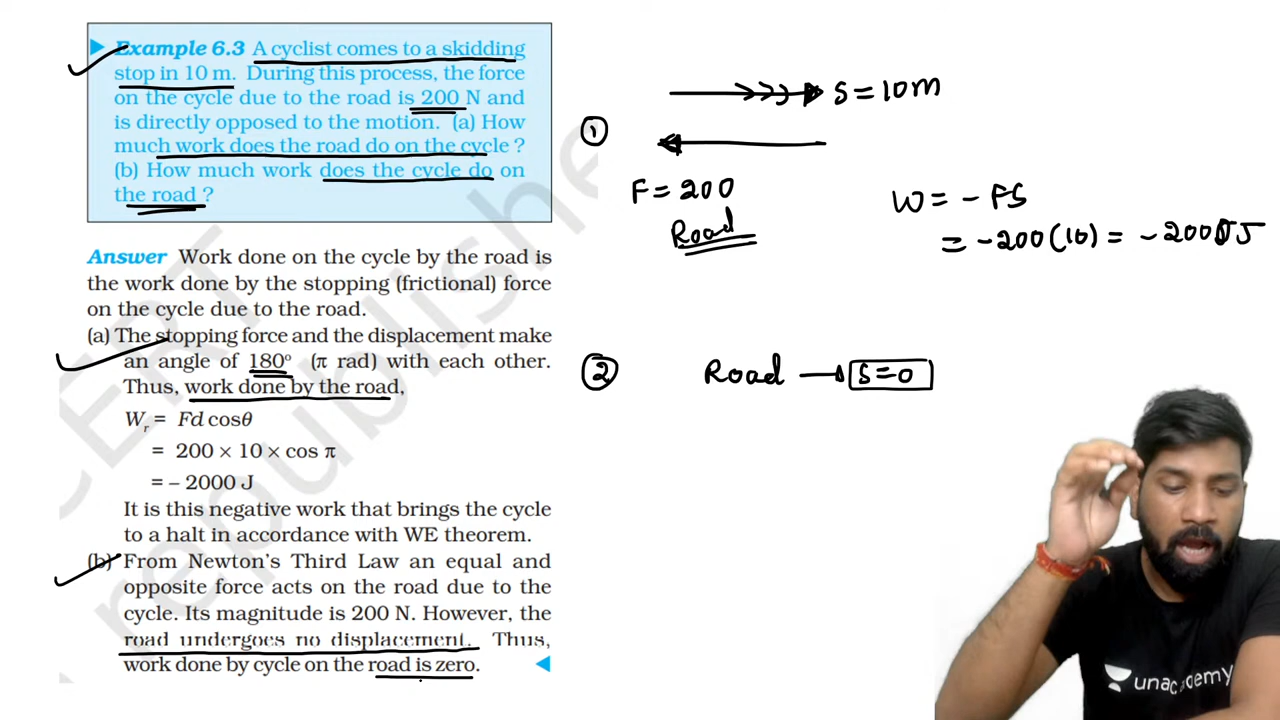 Example 6.3 A cyclist comes to a skidding
stop in 10 m. During this process, the force
on the cycle due to the road is 200 N and
is directly opposed to the motion. (a) How
much work does the road do on the cycle ?
(b) How much work does the cycle do on
the road ?
Answer Work done on the cycle by the road is
the work done by the stopping (frictional) force
on the cycle due to the road.
(a) The stopping force and the displacement make
an angle of 180° (π rad) with each other.
Thus, work done by the road,
Wr = Fd cosθ
= 200 × 10 × cos π
= – 2000 J
It is this negative work that brings the cycle
to a halt in accordance with WE theorem.
(b) From Newton's Third Law an equal and
opposite force acts on the road due to the
cycle. Its magnitude is 200 N. However, the
road undergoes no displacement. Thus,
work done by cycle on the road is zero.
S = 10m
1
F = 200
Road
W = - FS
= -200(10) = -2000J
2
Road → S=0
unacademy